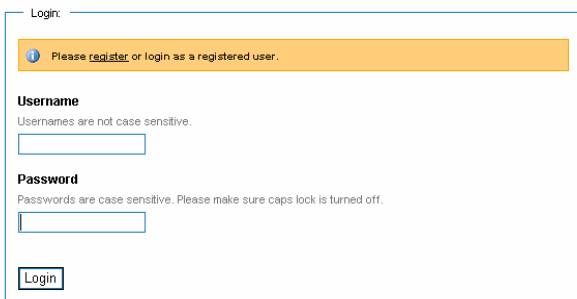 Login:
Please register or login as a registered user.
Username
Usernames are not case sensitive.
Password
Passwords are case sensitive. Please make sure caps lock is turned off.
Login